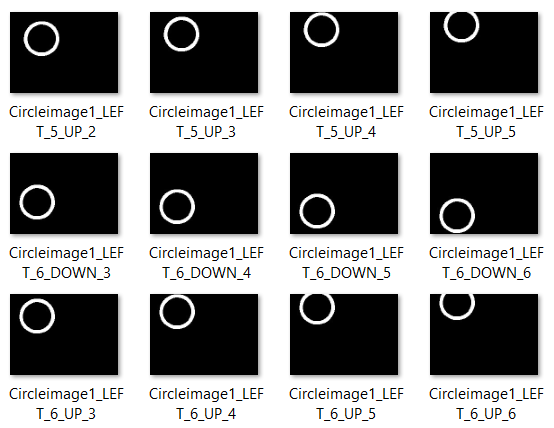 Circleimage1_LEF Circleimage1_LEF Circleimage1_LEF Circleimage1_LEF
T_5_UP_2 T_5_UP_3 T_5_UP_4 T_5_UP_5
Circleimage1_LEF Circleimage1_LEF Circleimage1_LEF Circleimage1_LEF
T_6_DOWN_3 T_6_DOWN_4 T_6_DOWN_5 T_6_DOWN_6
Circleimage1_LEF Circleimage1_LEF Circleimage1_LEF Circleimage1_LEF
T_6_UP_3 T_6_UP_4 T_6_UP_5 T_6_UP_6